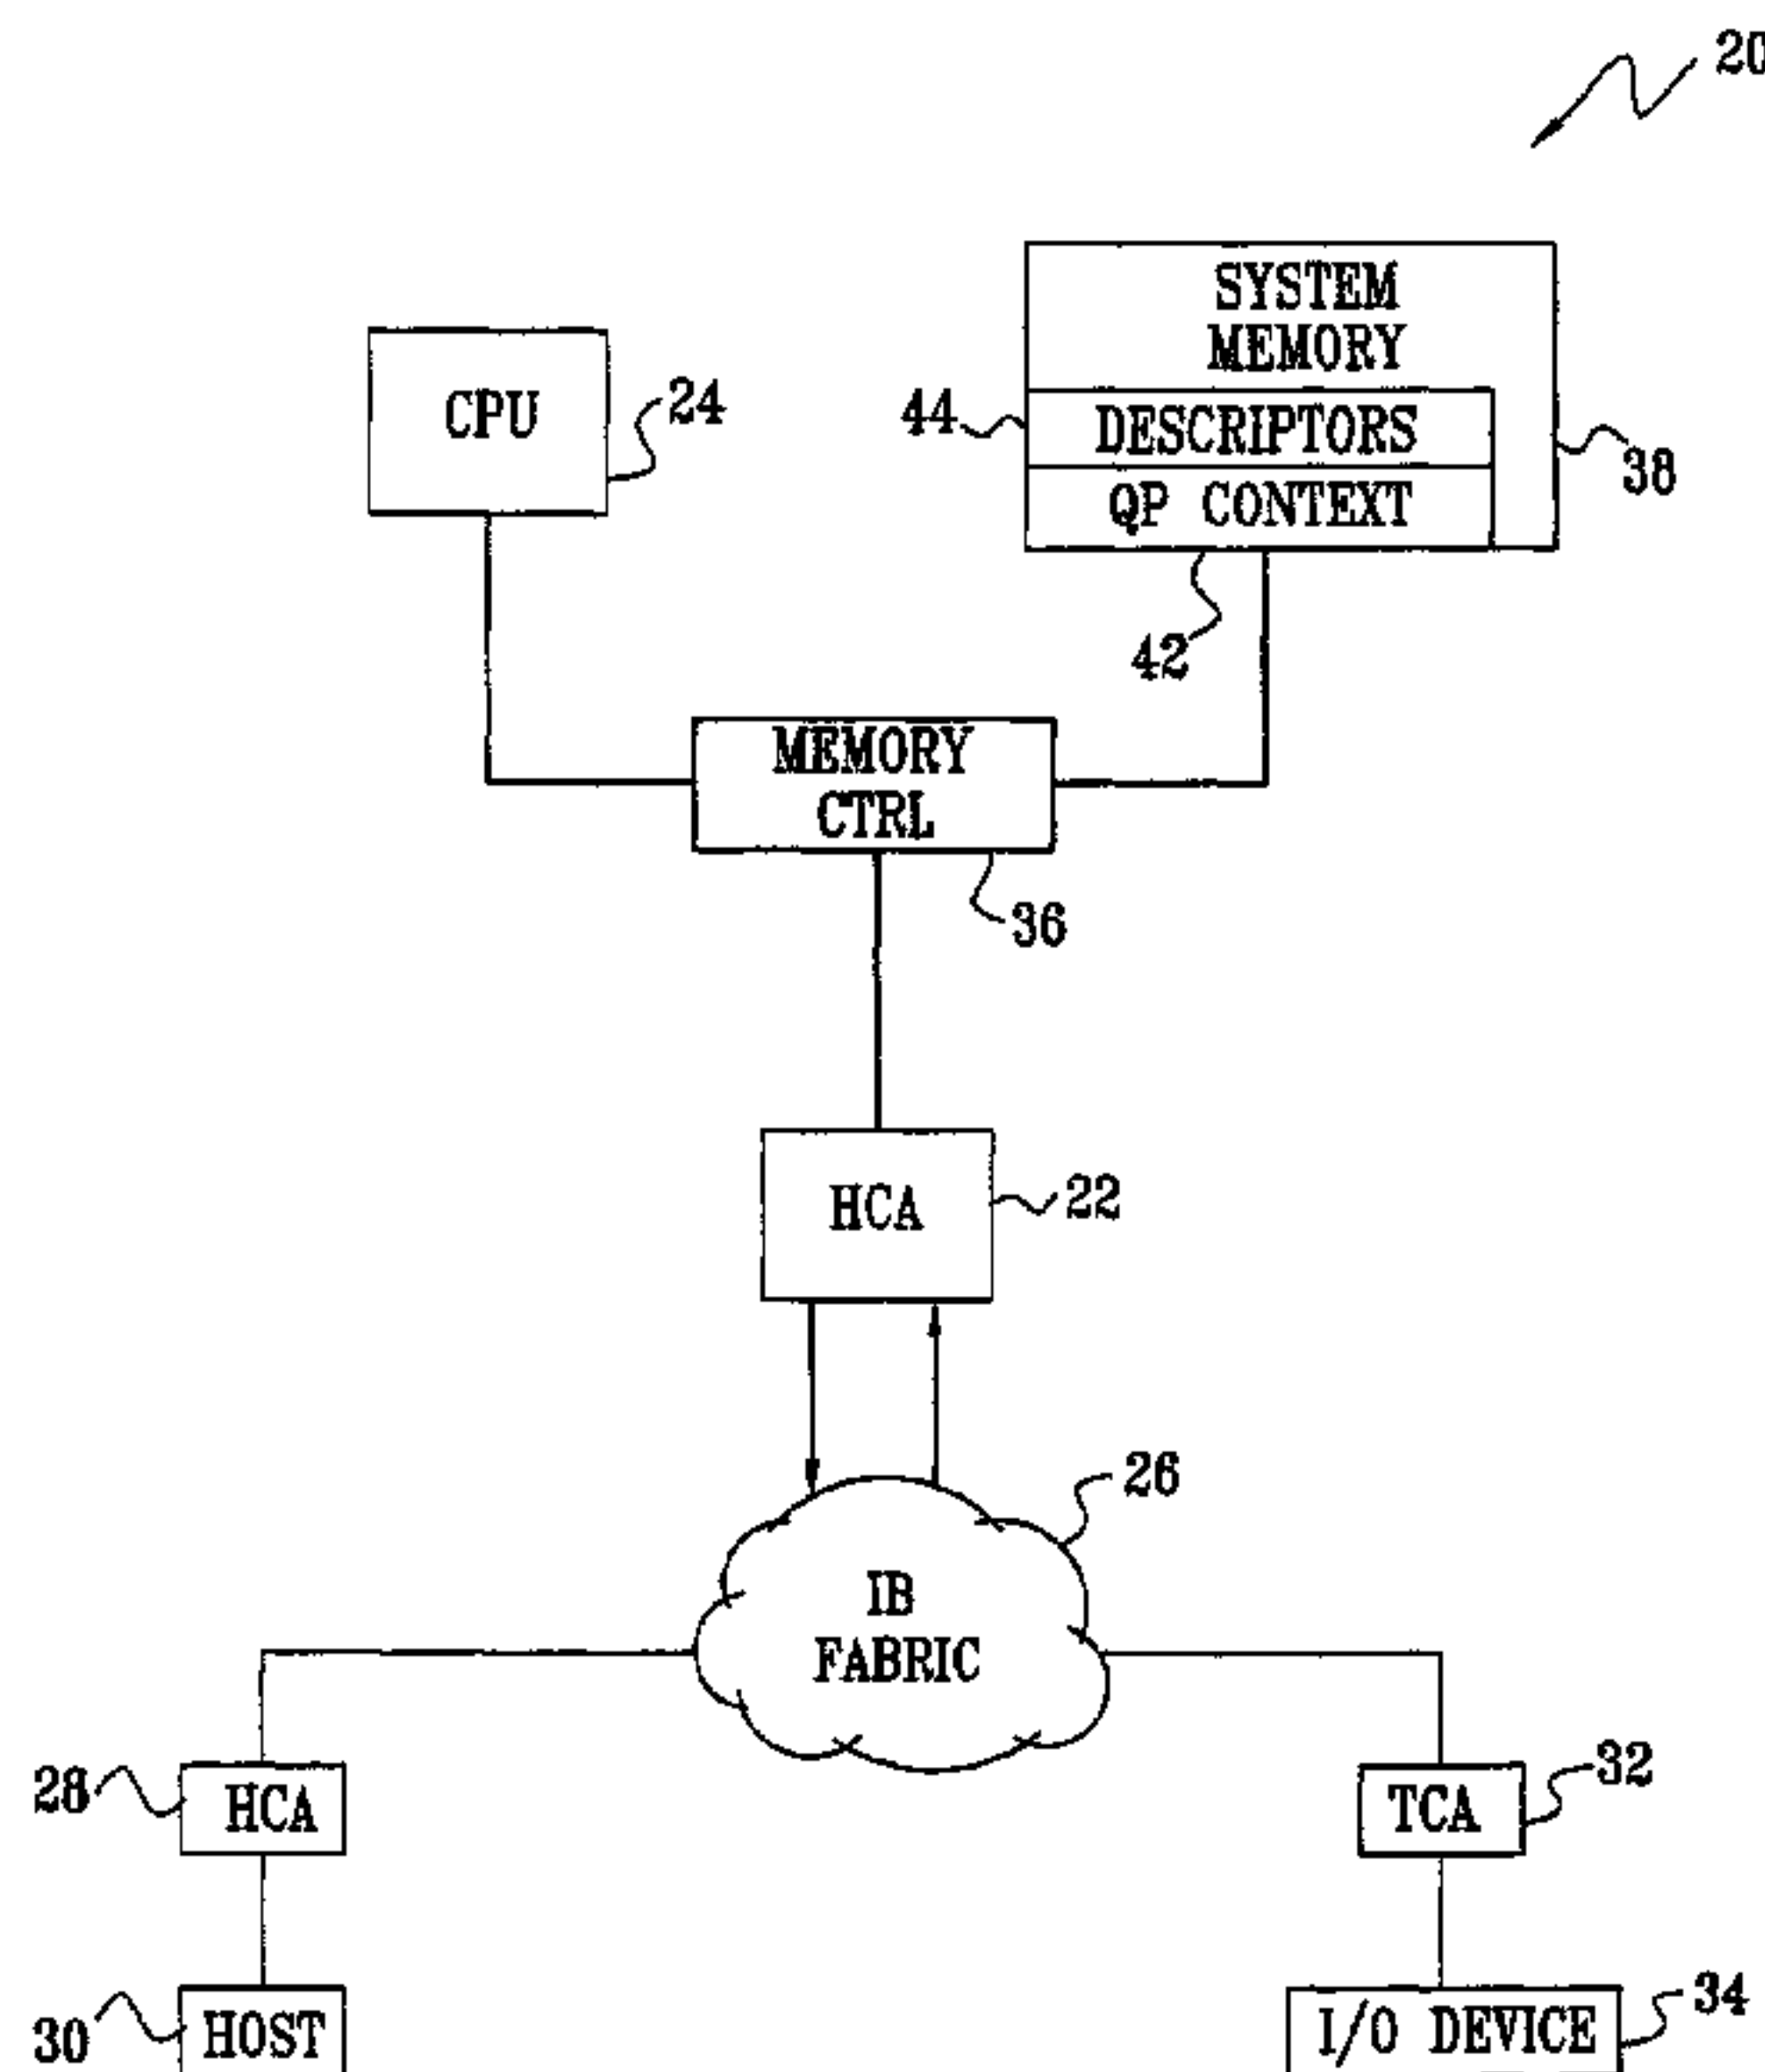 20
SYSTEM
MEMORY
CPU
24
44
DESCRIPTORS
38
QP CONTEXT
42
MEMORY
CTRL
36
HCA
22
26
IB
FABRIC
28
HCA
TCA
32
30
HOST
I/O DEVICE
34